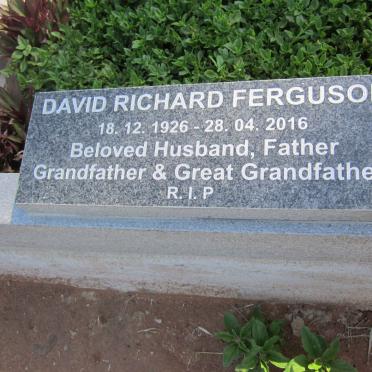 DAVID RICHARD FERGUSO
18. 12. 1926 - 28. 04. 2016
Beloved Husband, Father
Grandfather & Great Grandfathe
R. I. P